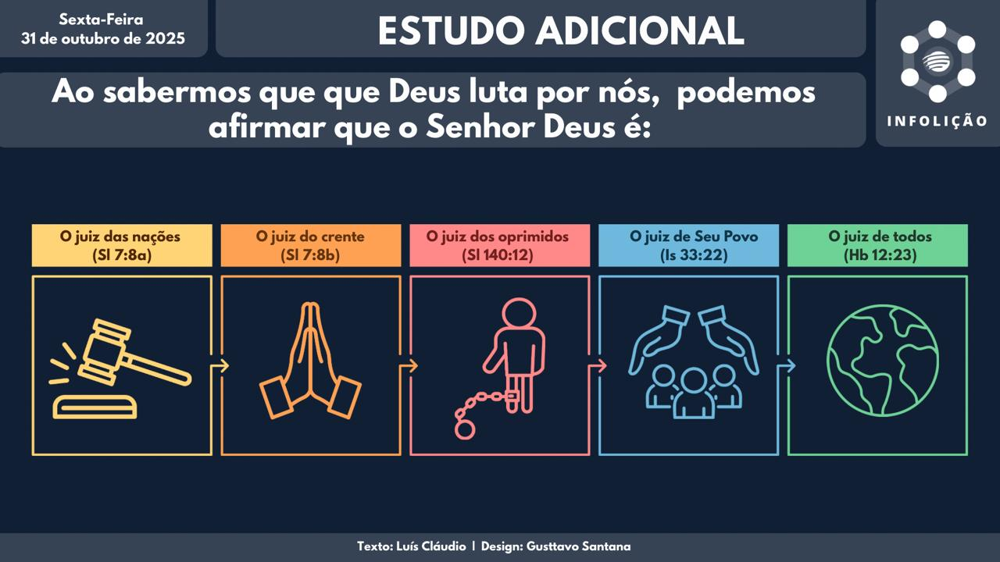 Sexta-Feira
31 de outubro de 2025
ESTUDO ADICIONAL
INFOLIÇÃO
Ao sabermos que que Deus luta por nós, podemos
afirmar que o Senhor Deus é:
O juiz das nações
(Sl 7:8a)
O juiz do crente
(Sl 7:8b)
O juiz dos oprimidos
(Sl 140:12)
O juiz de Seu Povo
(Is 33:22)
O juiz de todos
(Hb 12:23)
Texto: Luís Cláudio | Design: Gusttavo Santana